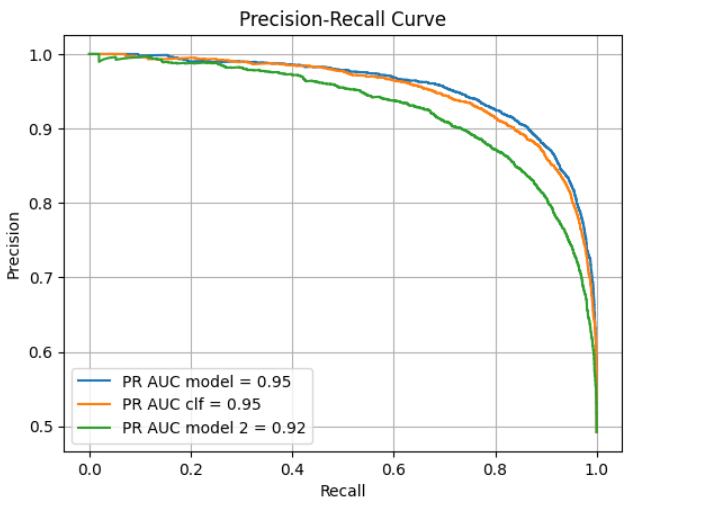 Precision-Recall Curve
1.0
0.9
0.8
0.7
0.6
0.5
Precision
PR AUC model = 0.95
PR AUC clf = 0.95
PR AUC model 2 = 0.92
0.0 0.2 0.4 0.6 0.8 1.0
Recall